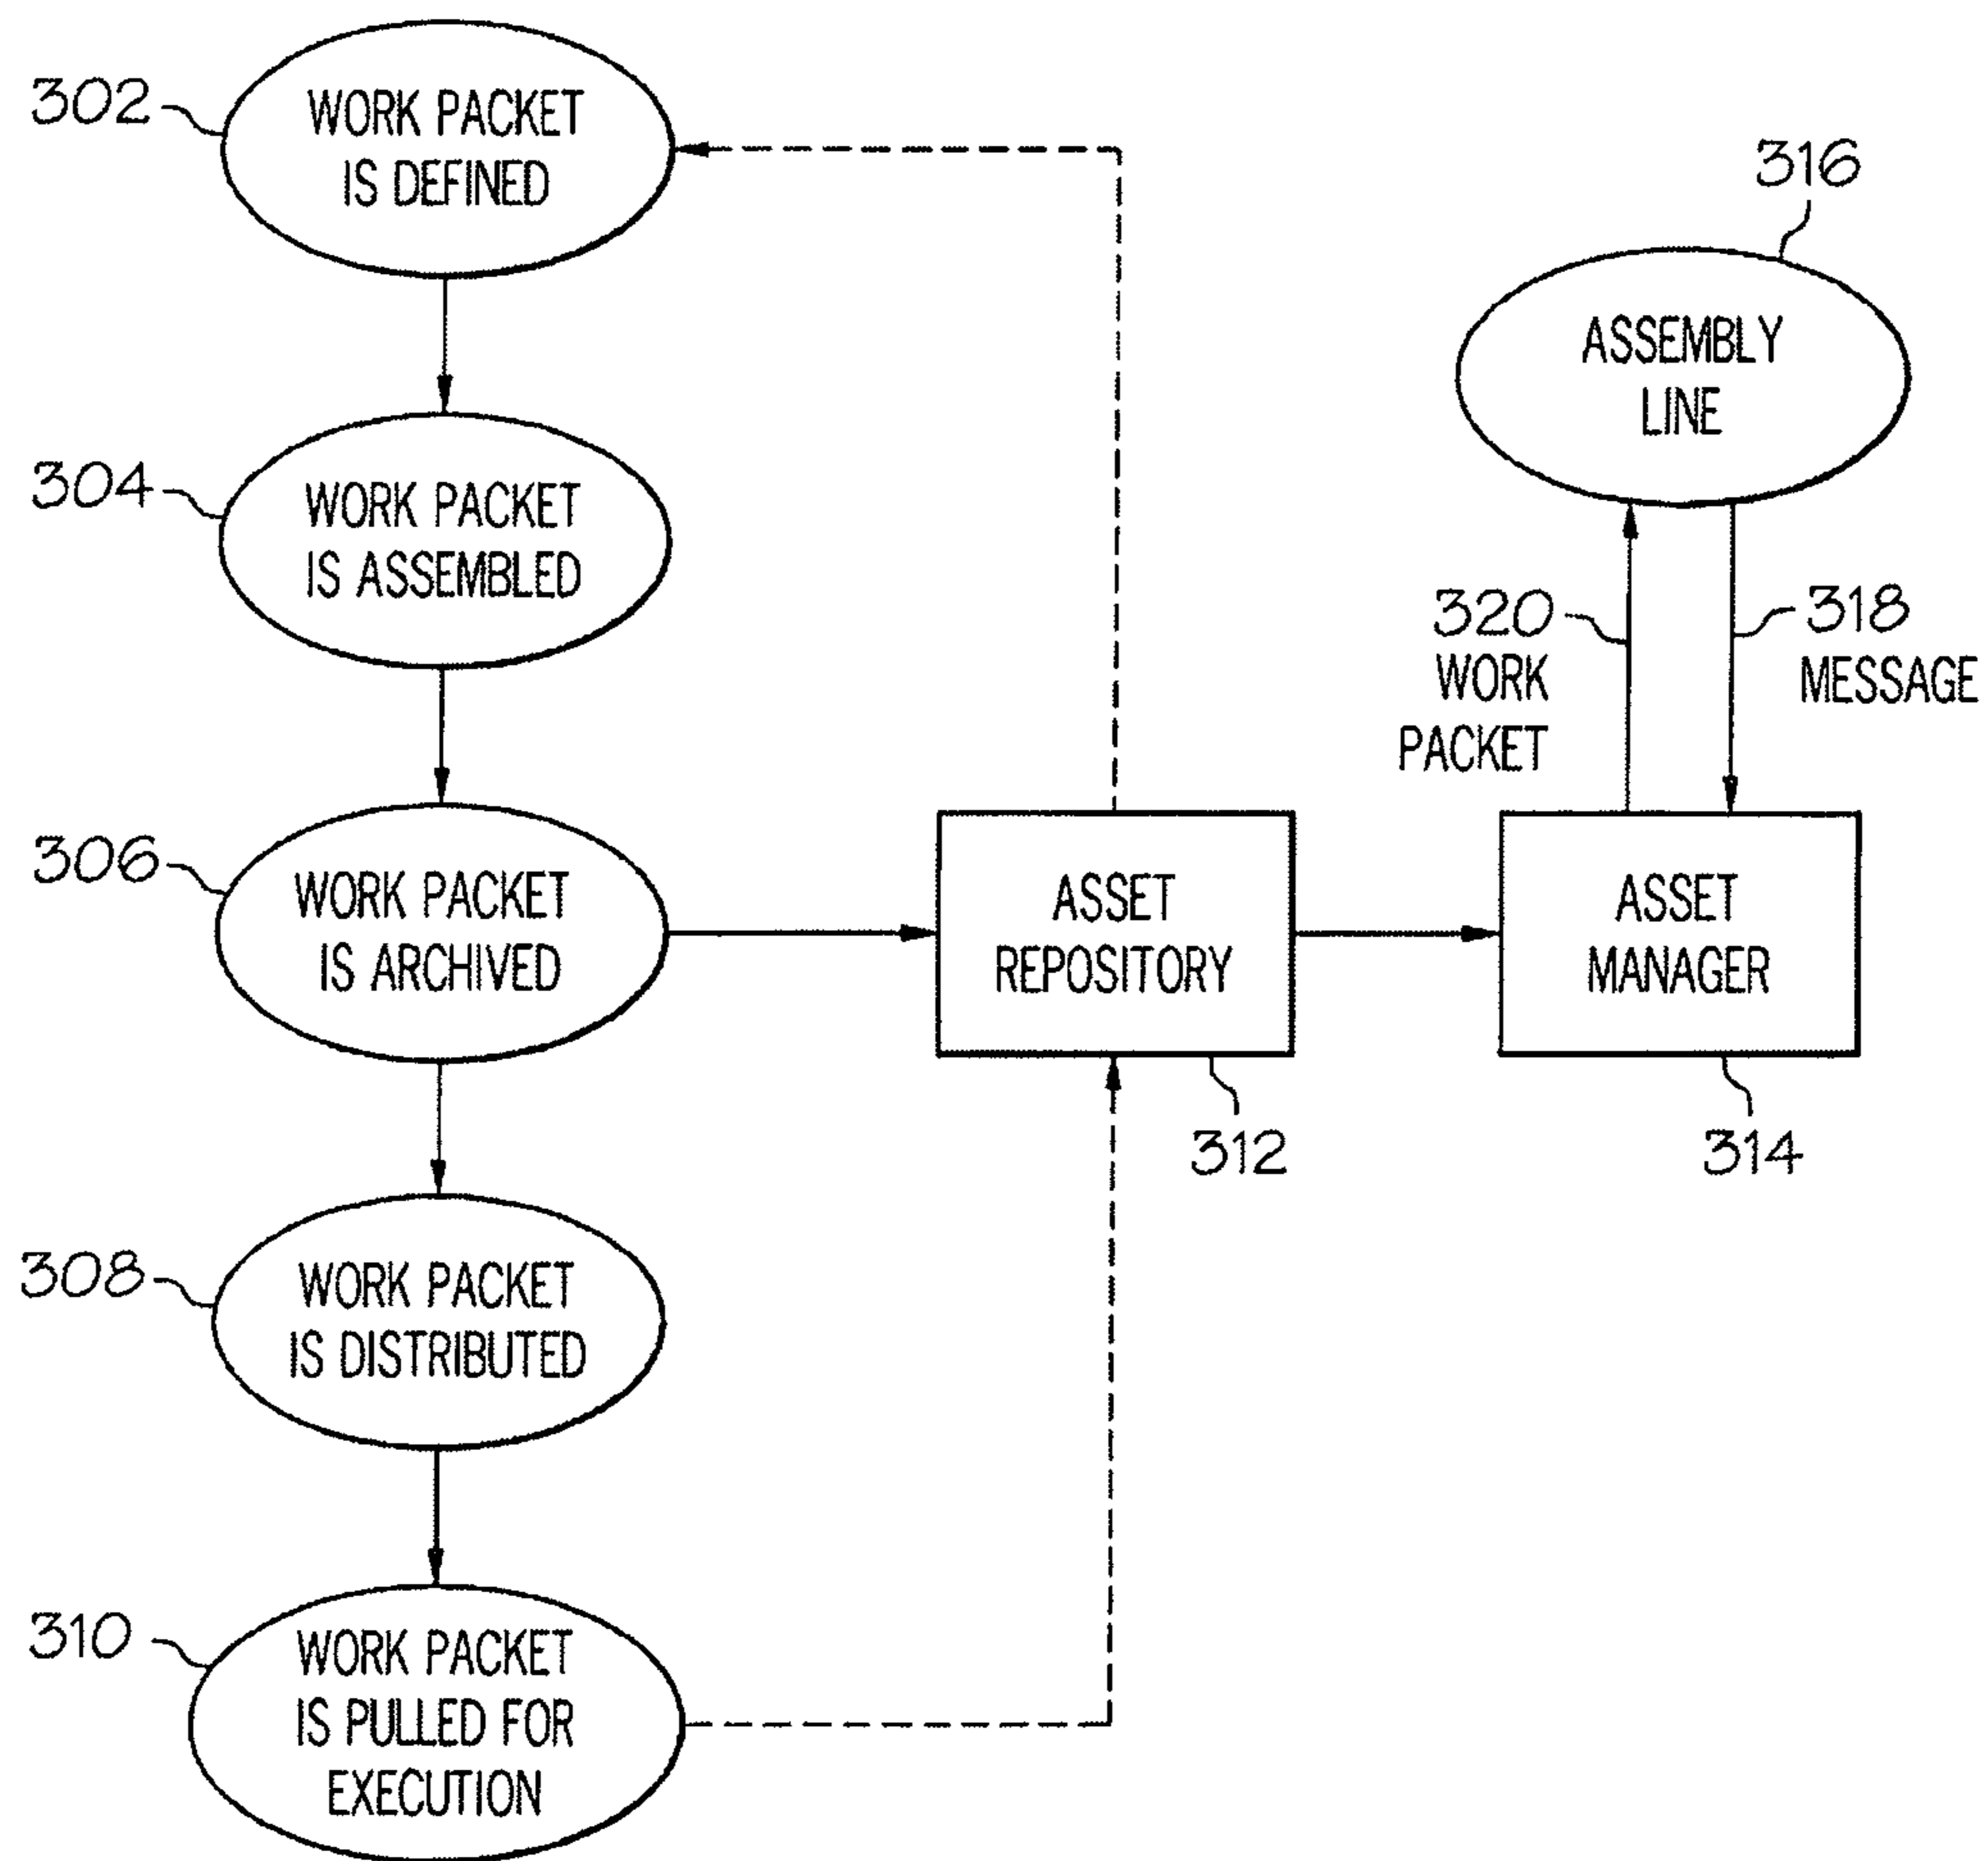 302
WORK PACKET
IS DEFINED
316
ASSEMBLY
LINE
304
WORK PACKET
IS ASSEMBLED
320
WORK
PACKET
318
MESSAGE
306
WORK PACKET
IS ARCHIVED
ASSET
REPOSITORY
ASSET
MANAGER
312
314
308
WORK PACKET
IS DISTRIBUTED
310
WORK PACKET
IS PULLED FOR
EXECUTION